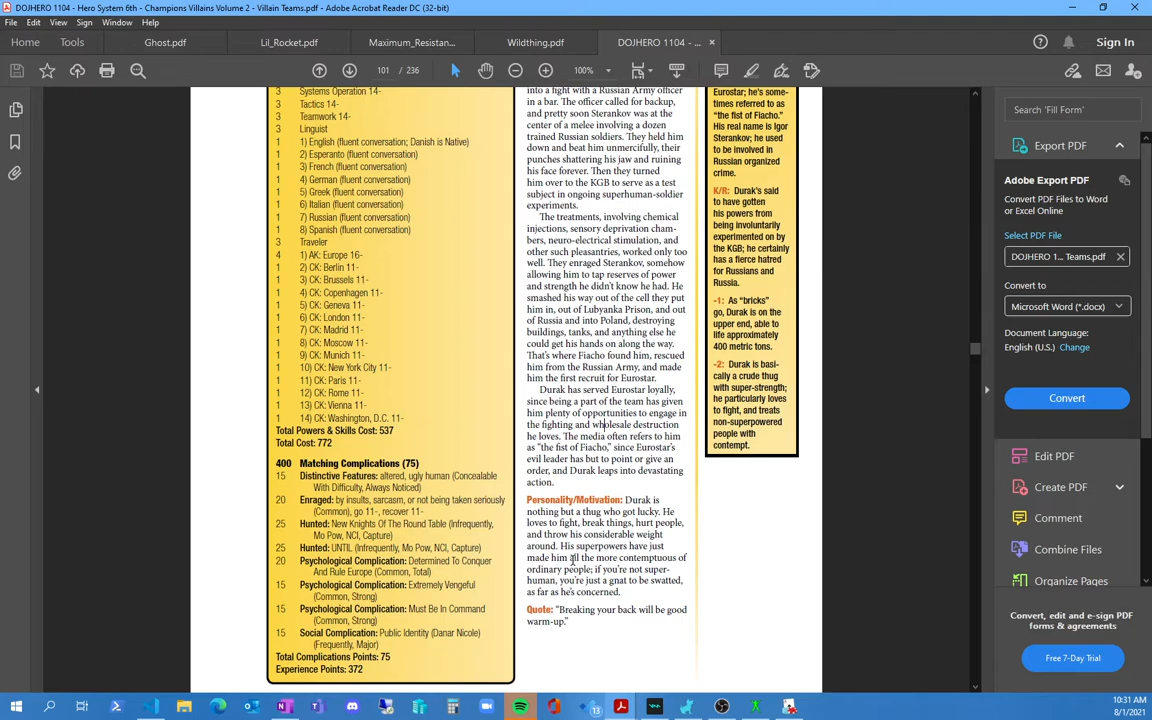 DOJHERO 1104 - Hero System 6th - Champions Villains Volume 2 - Villain Teams.pdf - Adobe Acrobat Reader DC (32-bit)
File Edit View Sign Window Help
Home Tools Ghost.pdf Lil_Rocket.pdf Maximum_Resistan... Wildthing.pdf DOJHERO 1104 - ... × Sign In
101 / 236 100%
3 Systems Operation 14-
3 Tactics 14-
3 Teamwork 14-
3 Linguist
1 1) English (fluent conversation; Danish is Native)
1 2) Esperanto (fluent conversation)
1 3) French (fluent conversation)
1 4) German (fluent conversation)
1 5) Greek (fluent conversation)
1 6) Italian (fluent conversation)
1 7) Russian (fluent conversation)
1 8) Spanish (fluent conversation)
3 Traveler
4 1) AK: Europe 16-
1 2) CK: Berlin 11-
1 3) CK: Brussels 11-
1 4) CK: Copenhagen 11-
1 5) CK: Geneva 11-
1 6) CK: London 11-
1 7) CK: Madrid 11-
1 8) CK: Moscow 11-
1 9) CK: Munich 11-
1 10) CK: New York City 11-
1 11) CK: Paris 11-
1 12) CK: Rome 11-
1 13) CK: Vienna 11-
1 14) CK: Washington, D.C. 11-
Total Powers & Skills Cost: 537
Total Cost: 772
400 Matching Complications (75)
15 Distinctive Features: altered, ugly human (Concealable
With Difficulty, Always Noticed)
20 Enraged: by insults, sarcasm, or not being taken seriously
(Common), go 11-, recover 11-
25 Hunted: New Knights Of The Round Table (Infrequently,
Mo Pow, NCI, Capture)
25 Hunted: UNTIL (Infrequently, Mo Pow, NCI, Capture)
20 Psychological Complication: Determined To Conquer
And Rule Europe (Common, Total)
15 Psychological Complication: Extremely Vengeful
(Common, Strong)
15 Psychological Complication: Must Be In Command
(Common, Strong)
15 Social Complication: Public Identity (Danar Nicole)
(Frequently, Major)
Total Complications Points: 75
Experience Points: 372
into a fight with a Russian Army officer
in a bar. The officer called for backup,
and pretty soon Sterankov was at the
center of a melee involving a dozen
trained Russian soldiers. They held him
down and beat him unmercifully, their
punches shattering his jaw and ruining
his face forever. Then they turned
him over to the KGB to serve as a test
subject in ongoing superhuman-soldier
experiments.
The treatments, involving chemical
injections, sensory deprivation cham-
bers, neuro-electrical stimulation, and
other such pleasantries, worked only too
well. They enraged Sterankov, somehow
allowing him to tap reserves of power
and strength he didn't know he had. He
smashed his way out of the cell they put
him in, out of Lubyanka Prison, and out
of Russia and into Poland, destroying
buildings, tanks, and anything else he
could get his hands on along the way.
That's where Fiacho found him, rescued
him from the Russian Army, and made
him the first recruit for Eurostar.
Durak has served Eurostar loyally,
since being a part of the team has given
him plenty of opportunities to engage in
the fighting and wholesale destruction
he loves. The media often refers to him
as "the fist of Fiacho," since Eurostar's
evil leader has but to point or give an
order, and Durak leaps into devastating
action.
Personality/Motivation: Durak is
nothing but a thug who got lucky. He
loves to fight, break things, hurt people,
and throw his considerable weight
around. His superpowers have just
made him all the more contemptuous of
ordinary people; if you're not super-
human, you're just a gnat to be swatted,
as far as he's concerned.
Quote: "Breaking your back will be good
warm-up."
Eurostar; he's some-
times referred to as
"the fist of Fiacho."
His real name is Igor
Sterankov; he used
to be involved in
Russian organized
crime.
K/R: Durak's said
to have gotten
his powers from
being involuntarily
experimented on by
the KGB; he certainly
has a fierce hatred
for Russians and
Russia.
-1: As "bricks"
go, Durak is on the
upper end, able to
life approximately
400 metric tons.
-2: Durak is basi-
cally a crude thug
with super-strength;
he particularly loves
to fight, and treats
non-superpowered
people with
contempt.
Search 'Fill Form'
Export PDF
Adobe Export PDF
Convert PDF Files to Word
or Excel Online
Select PDF File
DOJHERO 1... Teams.pdf ×
Convert to
Microsoft Word (*.docx)
Document Language:
English (U.S.) Change
Convert
Edit PDF
Create PDF
Comment
Combine Files
Organize Pages
Convert, edit and e-sign PDF
forms & agreements
Free 7-Day Trial
13
10:31 AM
8/1/2021